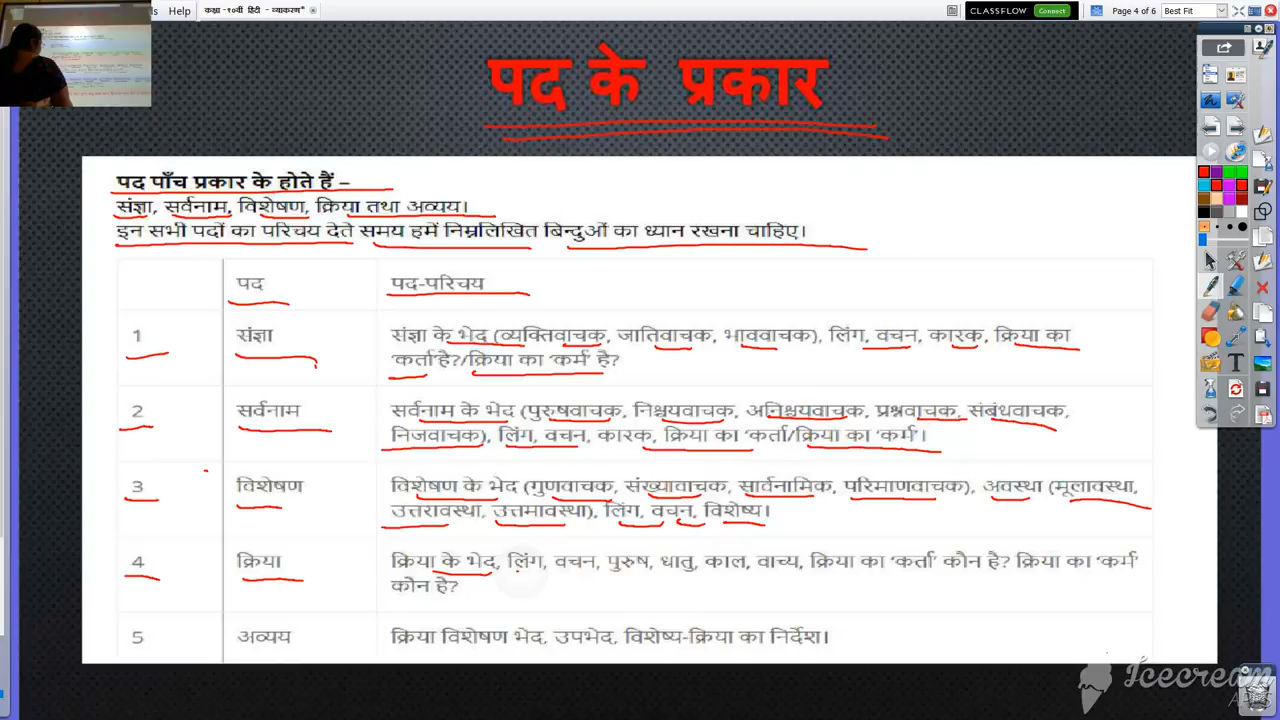 Help
कक्षा -१०वीं हिंदी - व्याकरण*
CLASSFLOW Connect
Page 4 of 6
Best Fit
पद के प्रकार
पद पाँच प्रकार के होते हैं –
संज्ञा, सर्वनाम, विशेषण, क्रिया तथा अव्यय।
इन सभी पदों का परिचय देते समय हमें निम्नलिखित बिन्दुओं का ध्यान रखना चाहिए।
पद पद-परिचय
1 संज्ञा संज्ञा के भेद (व्यक्तिवाचक, जातिवाचक, भाववाचक), लिंग, वचन, कारक, क्रिया का
'कर्ता है?/क्रिया का 'कर्म है?
2 सर्वनाम सर्वनाम के भेद (पुरुषवाचक, निश्चयवाचक, अनिश्चयवाचक, प्रश्नवाचक, संबंधवाचक,
निजवाचक), लिंग, वचन, कारक, क्रिया का 'कर्ता/क्रिया का 'कर्म'।
3 विशेषण विशेषण के भेद (गुणवाचक, संख्यावाचक, सार्वनामिक, परिमाणवाचक), अवस्था (मूलावस्था,
उत्तरावस्था, उत्तमावस्था), लिंग, वचन, विशेष्य।
4 क्रिया क्रिया के भेद, लिंग, वचन, पुरुष, धातु, काल, वाच्य, क्रिया का 'कर्ता' कौन है? क्रिया का 'कर्म'
कौन है?
5 अव्यय क्रिया विशेषण भेद, उपभेद, विशेष्य-क्रिया का निर्देश।
Icecream
APPS